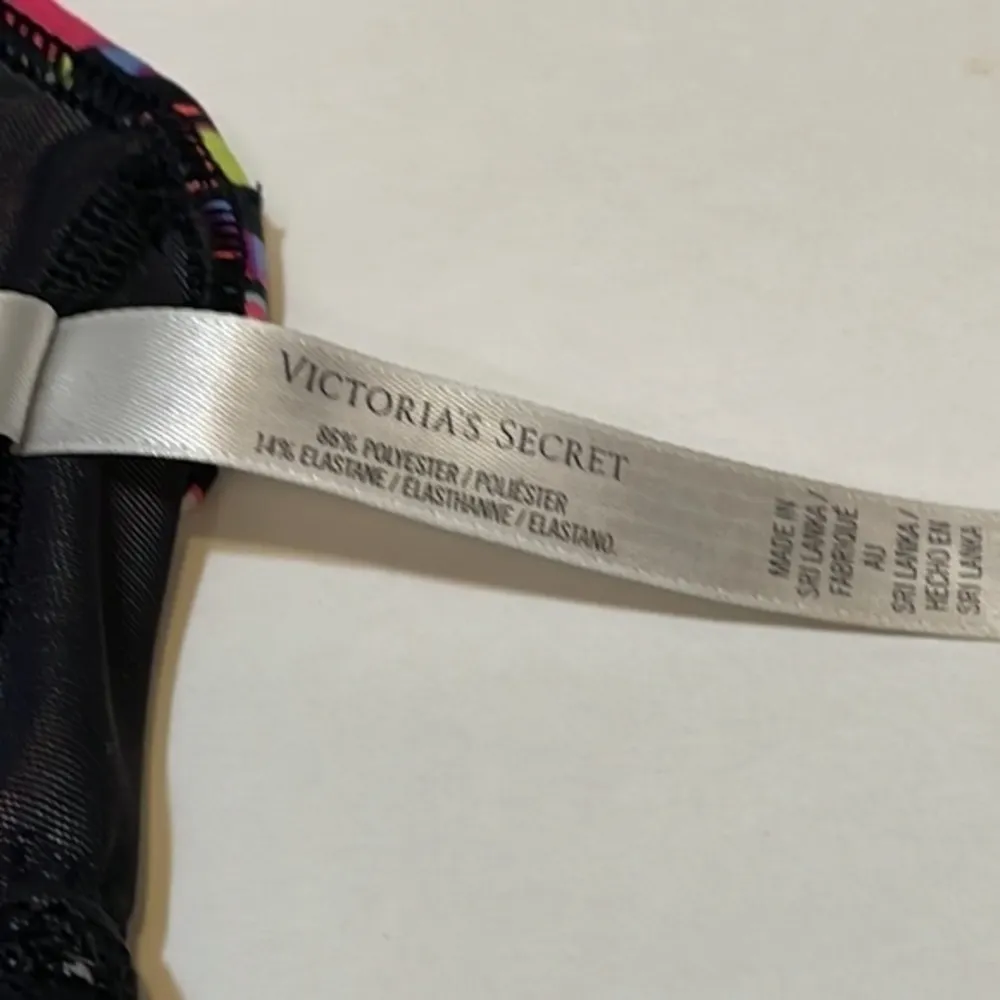 VICTORIA'S SECRET
86% POLYESTER / POLIÉSTER
14% ELASTANE / ÉLASTHANNE / ELASTANO.
MADE IN
SRI LANKA /
FABRIQUÉ
AU
SRI LANKA /
HECHO EN
SRI LANKA